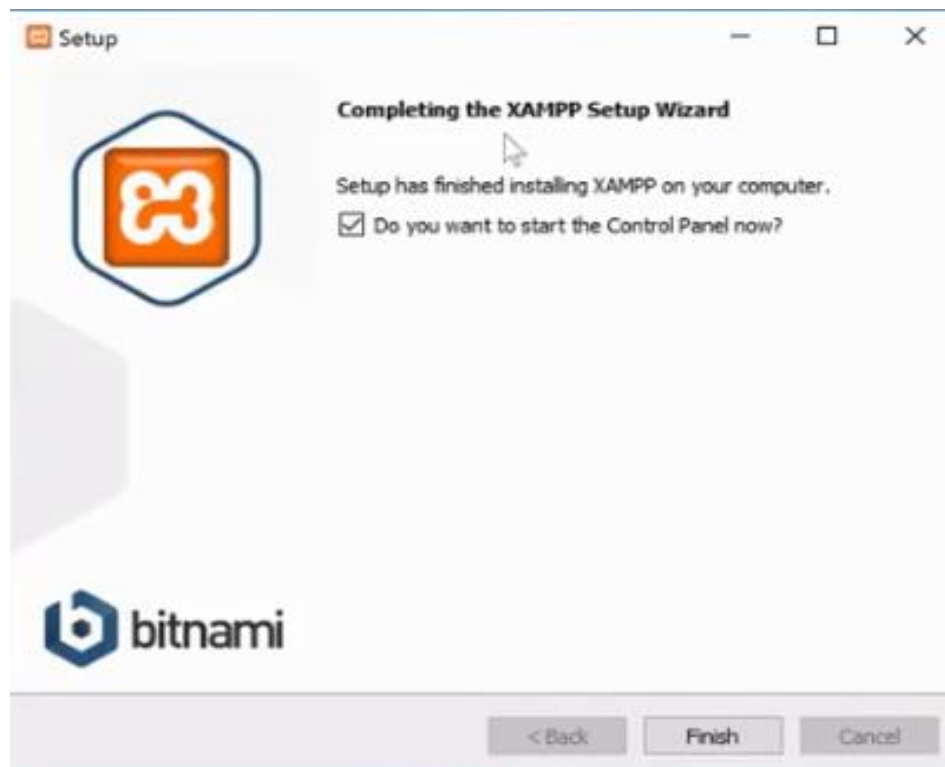 Setup
Completing the XAMPP Setup Wizard
Setup has finished installing XAMPP on your computer.
Do you want to start the Control Panel now?
bitnami
< Back
Finish
Cancel